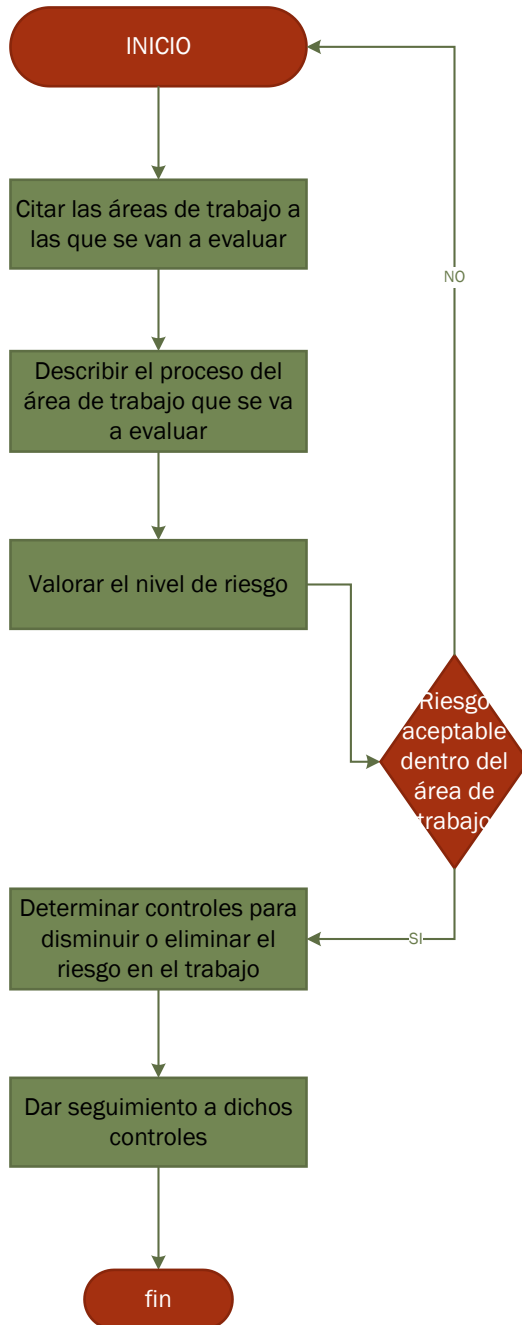 INICIO
Citar las áreas de trabajo a
las que se van a evaluar
NO
Describir el proceso del
área de trabajo que se va
a evaluar
Valorar el nivel de riesgo
Riesgo
aceptable
dentro del
área de
trabajo
Determinar controles para
disminuir o eliminar el
riesgo en el trabajo
SI
Dar seguimiento a dichos
controles
fin